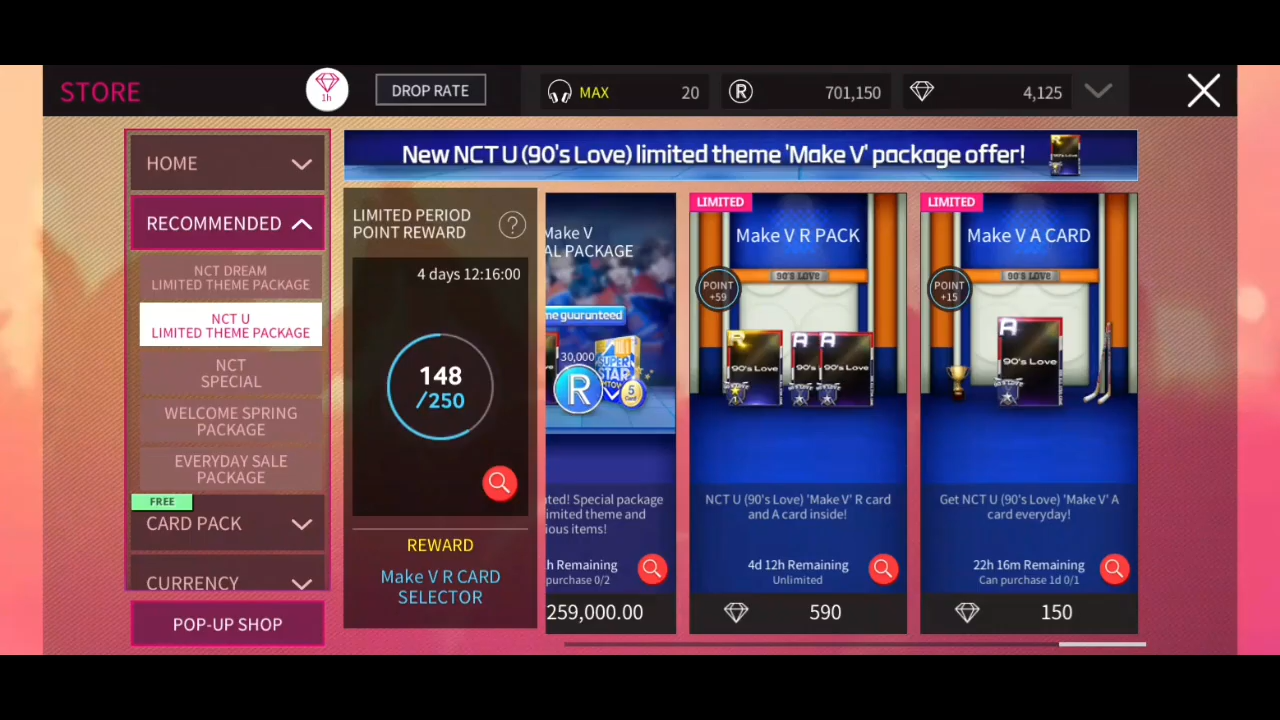 STORE
1h
DROP RATE
MAX
20
R
701,150
4,125
HOME
RECOMMENDED
NCT DREAM
LIMITED THEME PACKAGE
NCT U
LIMITED THEME PACKAGE
NCT
SPECIAL
WELCOME SPRING
PACKAGE
EVERYDAY SALE
PACKAGE
FREE
CARD PACK
CURRENCY
POP-UP SHOP
New NCT U (90's Love) limited theme 'Make V' package offer!
LIMITED PERIOD
POINT REWARD
?
4 days 12:16:00
148
/250
REWARD
Make V R CARD
SELECTOR
Make V
AL PACKAGE
me guaranteed
30,000
R
SUPER
STAR
5
ted! Special package
imited theme and
ious items!
h Remaining
purchase 0/2
259,000.00
LIMITED
Make V R PACK
90'S LOVE
POINT
+59
R
A
A
90's Love
90's Love
NCT U (90's Love) 'Make V' R card
and A card inside!
4d 12h Remaining
Unlimited
590
LIMITED
Make V A CARD
90'S LOVE
POINT
+15
A
90's Love
Get NCT U (90's Love) 'Make V' A
card everyday!
22h 16m Remaining
Can purchase 1d 0/1
150